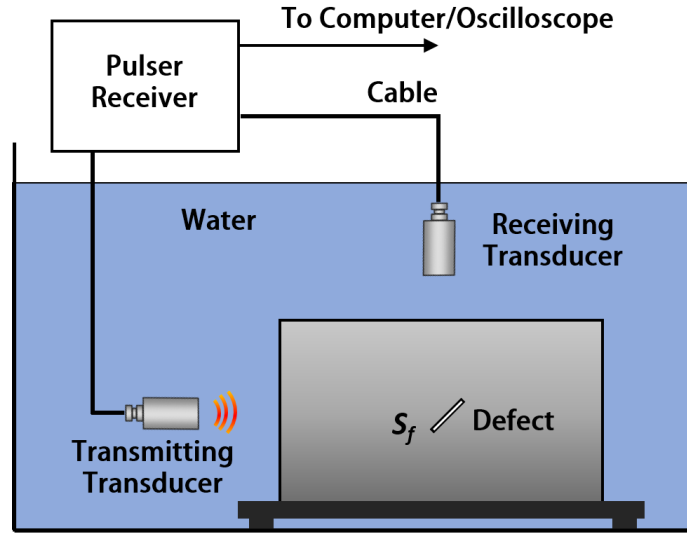 To Computer/Oscilloscope
Pulser
Receiver
Cable
Water
Receiving
Transducer
Sf
Defect
Transmitting
Transducer